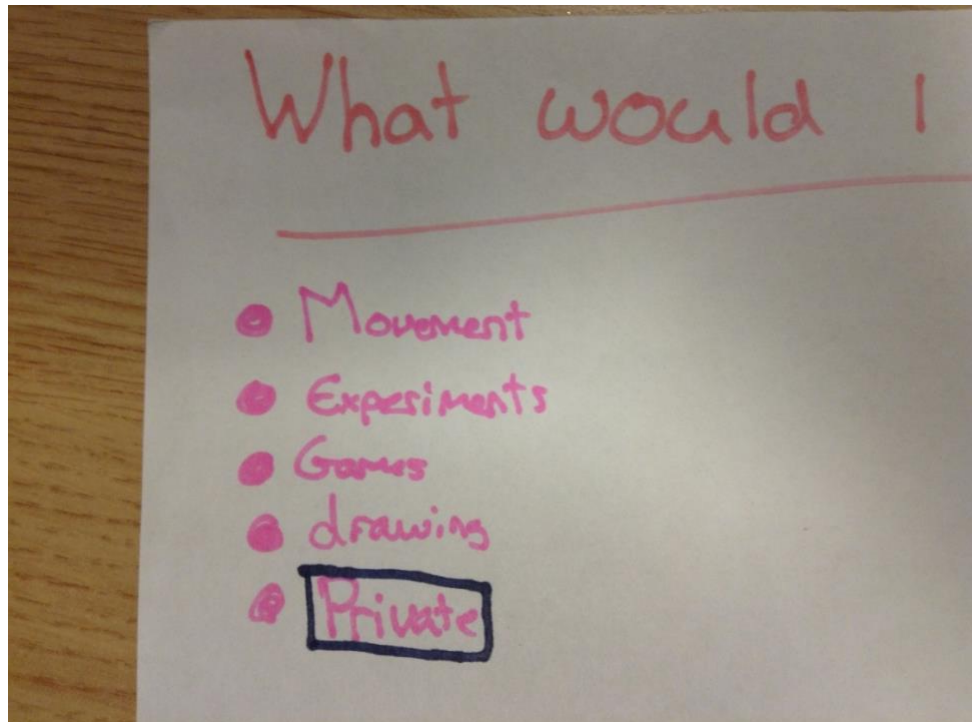 What would I
Movement
Experiments
Games
drawing
Private